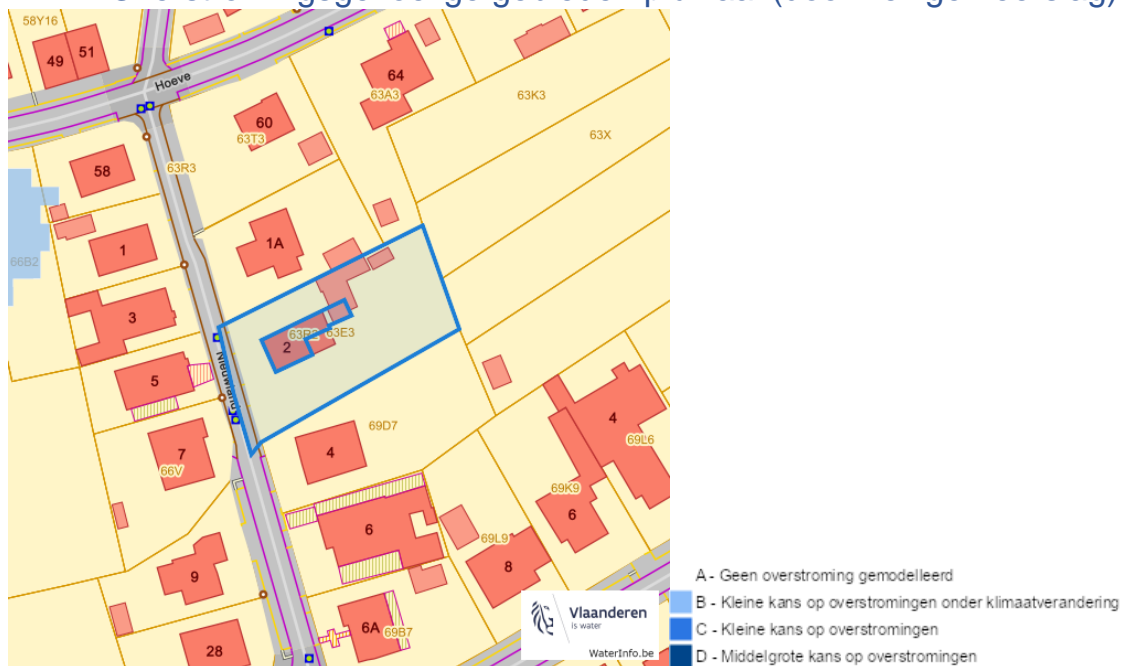 58Y16
51
49
Hoeve
64
63A3
63K3
60
63T3
63X
58
63R3
1A
1
66B2
3
63E3
2
5
69D7
4
4
7
66V
69L6
69K9
6
6
69L9
8
9
6A
69B7
28
Vlaanderen
is water
WaterInfo.be
A - Geen overstroming gemodelleerd
B - Kleine kans op overstromingen onder klimaatverandering
C - Kleine kans op overstromingen
D - Middelgrote kans op overstromingen